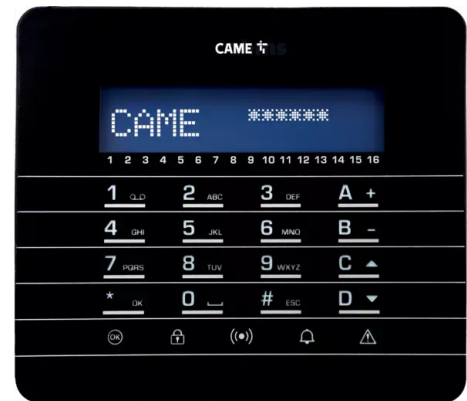 CAME
CAME ******
1 2 3 4 5 6 7 8 9 10 11 12 13 14 15 16
1 2 ABC 3 DEF A +
4 GHI 5 JKL 6 MNO B -
7 PQRS 8 TUV 9 WXYZ C
* OK 0 # ESC D
OK